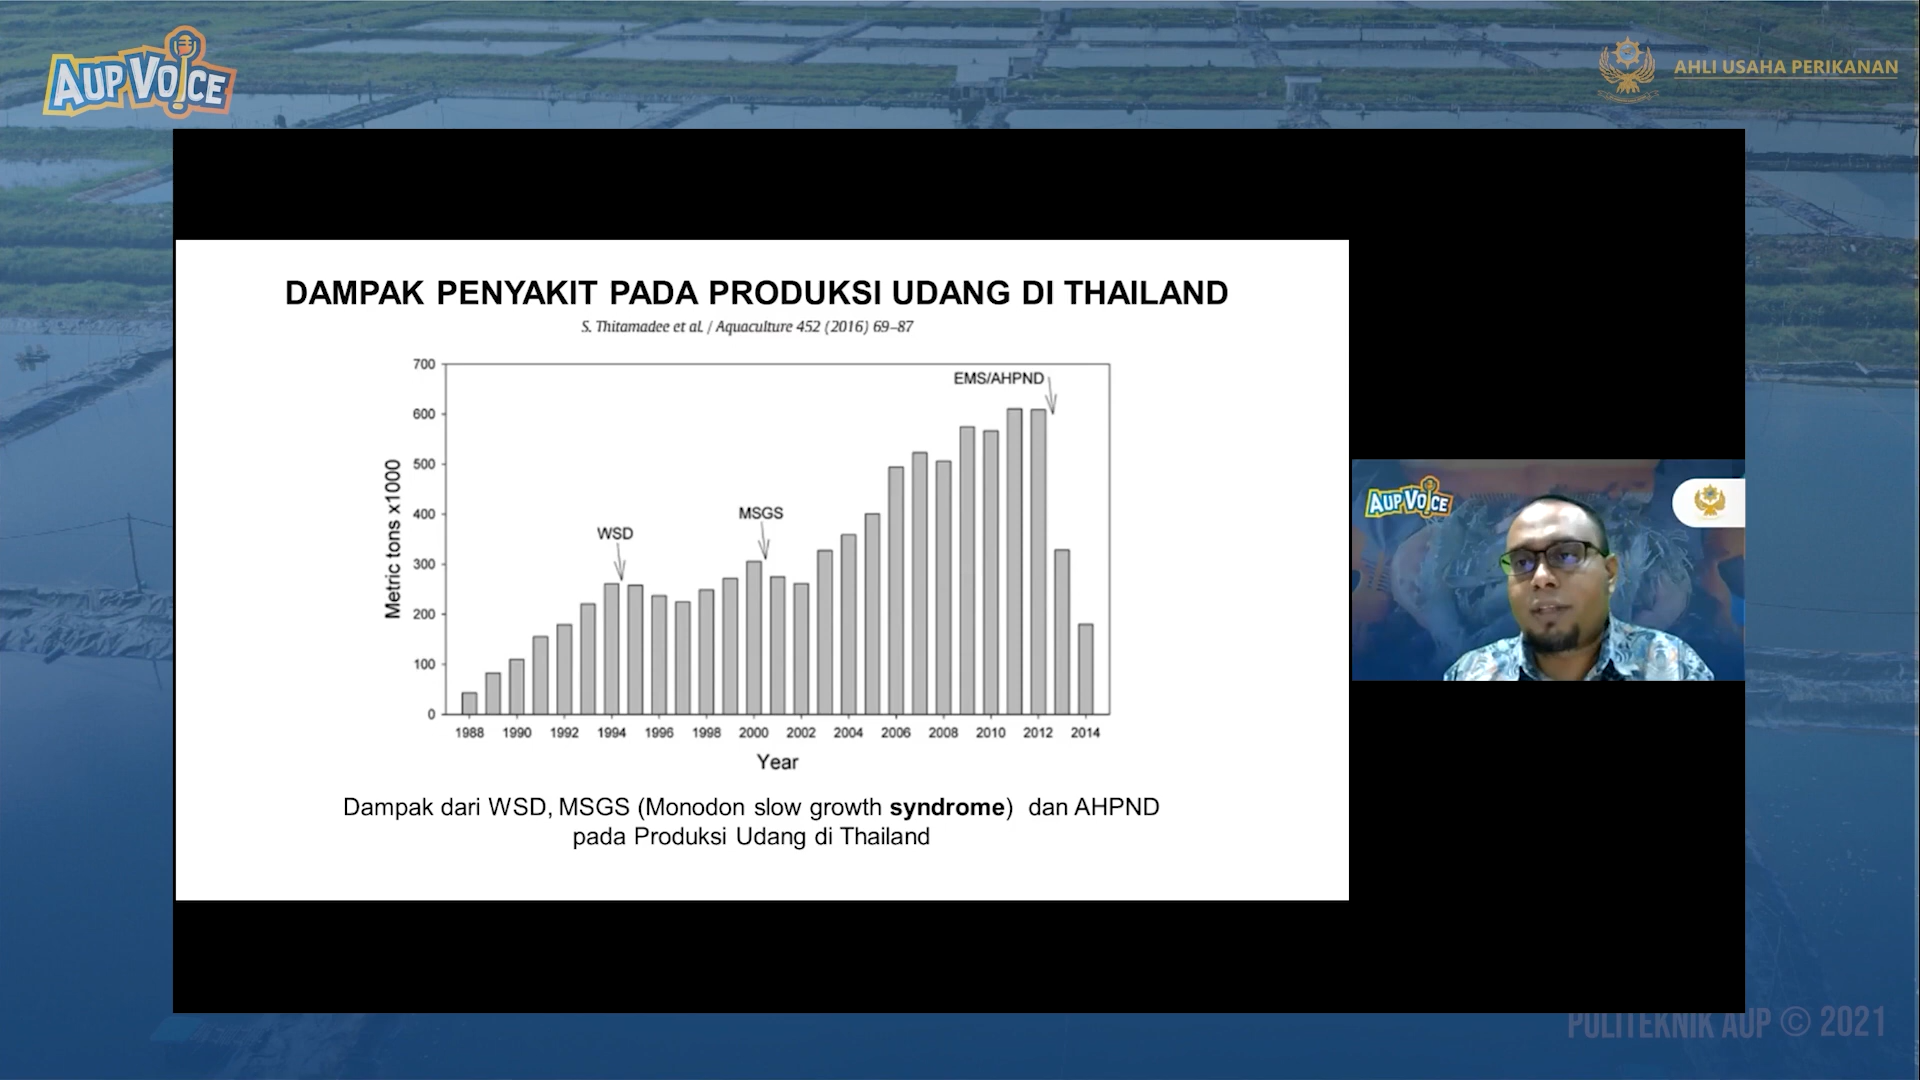 AUP VOICE
AHLI USAHA PERIKANAN
DAMPAK PENYAKIT PADA PRODUKSI UDANG DI THAILAND
S. Thitamadee et al. / Aquaculture 452 (2016) 69–87
700
600
500
400
300
200
100
0
Metric tons x1000
WSD
MSGS
EMS/AHPND
1988 1990 1992 1994 1996 1998 2000 2002 2004 2006 2008 2010 2012 2014
Year
Dampak dari WSD, MSGS (Monodon slow growth syndrome) dan AHPND
pada Produksi Udang di Thailand
AUP VOICE
POLITEKNIK AUP © 2021